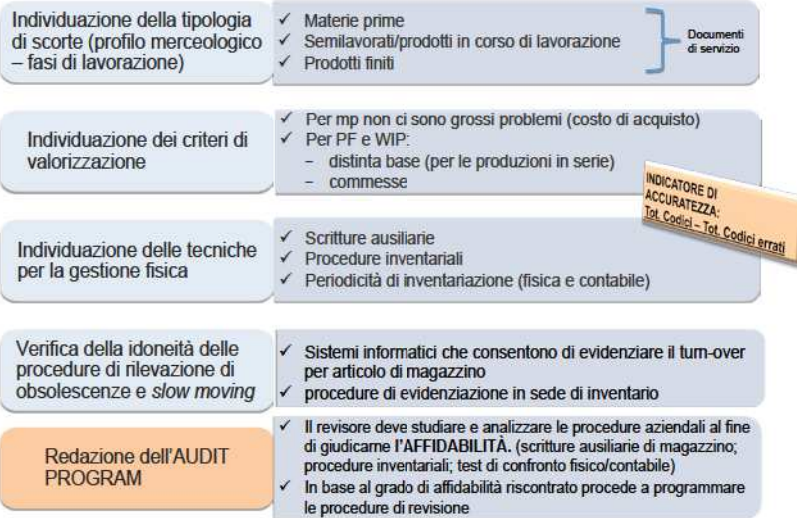 Individuazione della tipologia
di scorte (profilo merceologico
– fasi di lavorazione)
✓ Materie prime
✓ Semilavorati/prodotti in corso di lavorazione
✓ Prodotti finiti
Documenti
di servizio
Individuazione dei criteri di
valorizzazione
✓ Per mp non ci sono grossi problemi (costo di acquisto)
✓ Per PF e WIP:
– distinta base (per le produzioni in serie)
– commesse
INDICATORE DI
ACCURATEZZA:
Tot. Codici – Tot. Codici errati
Individuazione delle tecniche
per la gestione fisica
✓ Scritture ausiliarie
✓ Procedure inventariali
✓ Periodicità di inventariazione (fisica e contabile)
Verifica della idoneità delle
procedure di rilevazione di
obsolescenze e slow moving
✓ Sistemi informatici che consentono di evidenziare il turn-over
per articolo di magazzino
✓ procedure di evidenziazione in sede di inventario
Redazione dell'AUDIT
PROGRAM
✓ Il revisore deve studiare e analizzare le procedure aziendali al fine
di giudicarne l'AFFIDABILITÀ. (scritture ausiliarie di magazzino;
procedure inventariali; test di confronto fisico/contabile)
✓ In base al grado di affidabilità riscontrato procede a programmare
le procedure di revisione